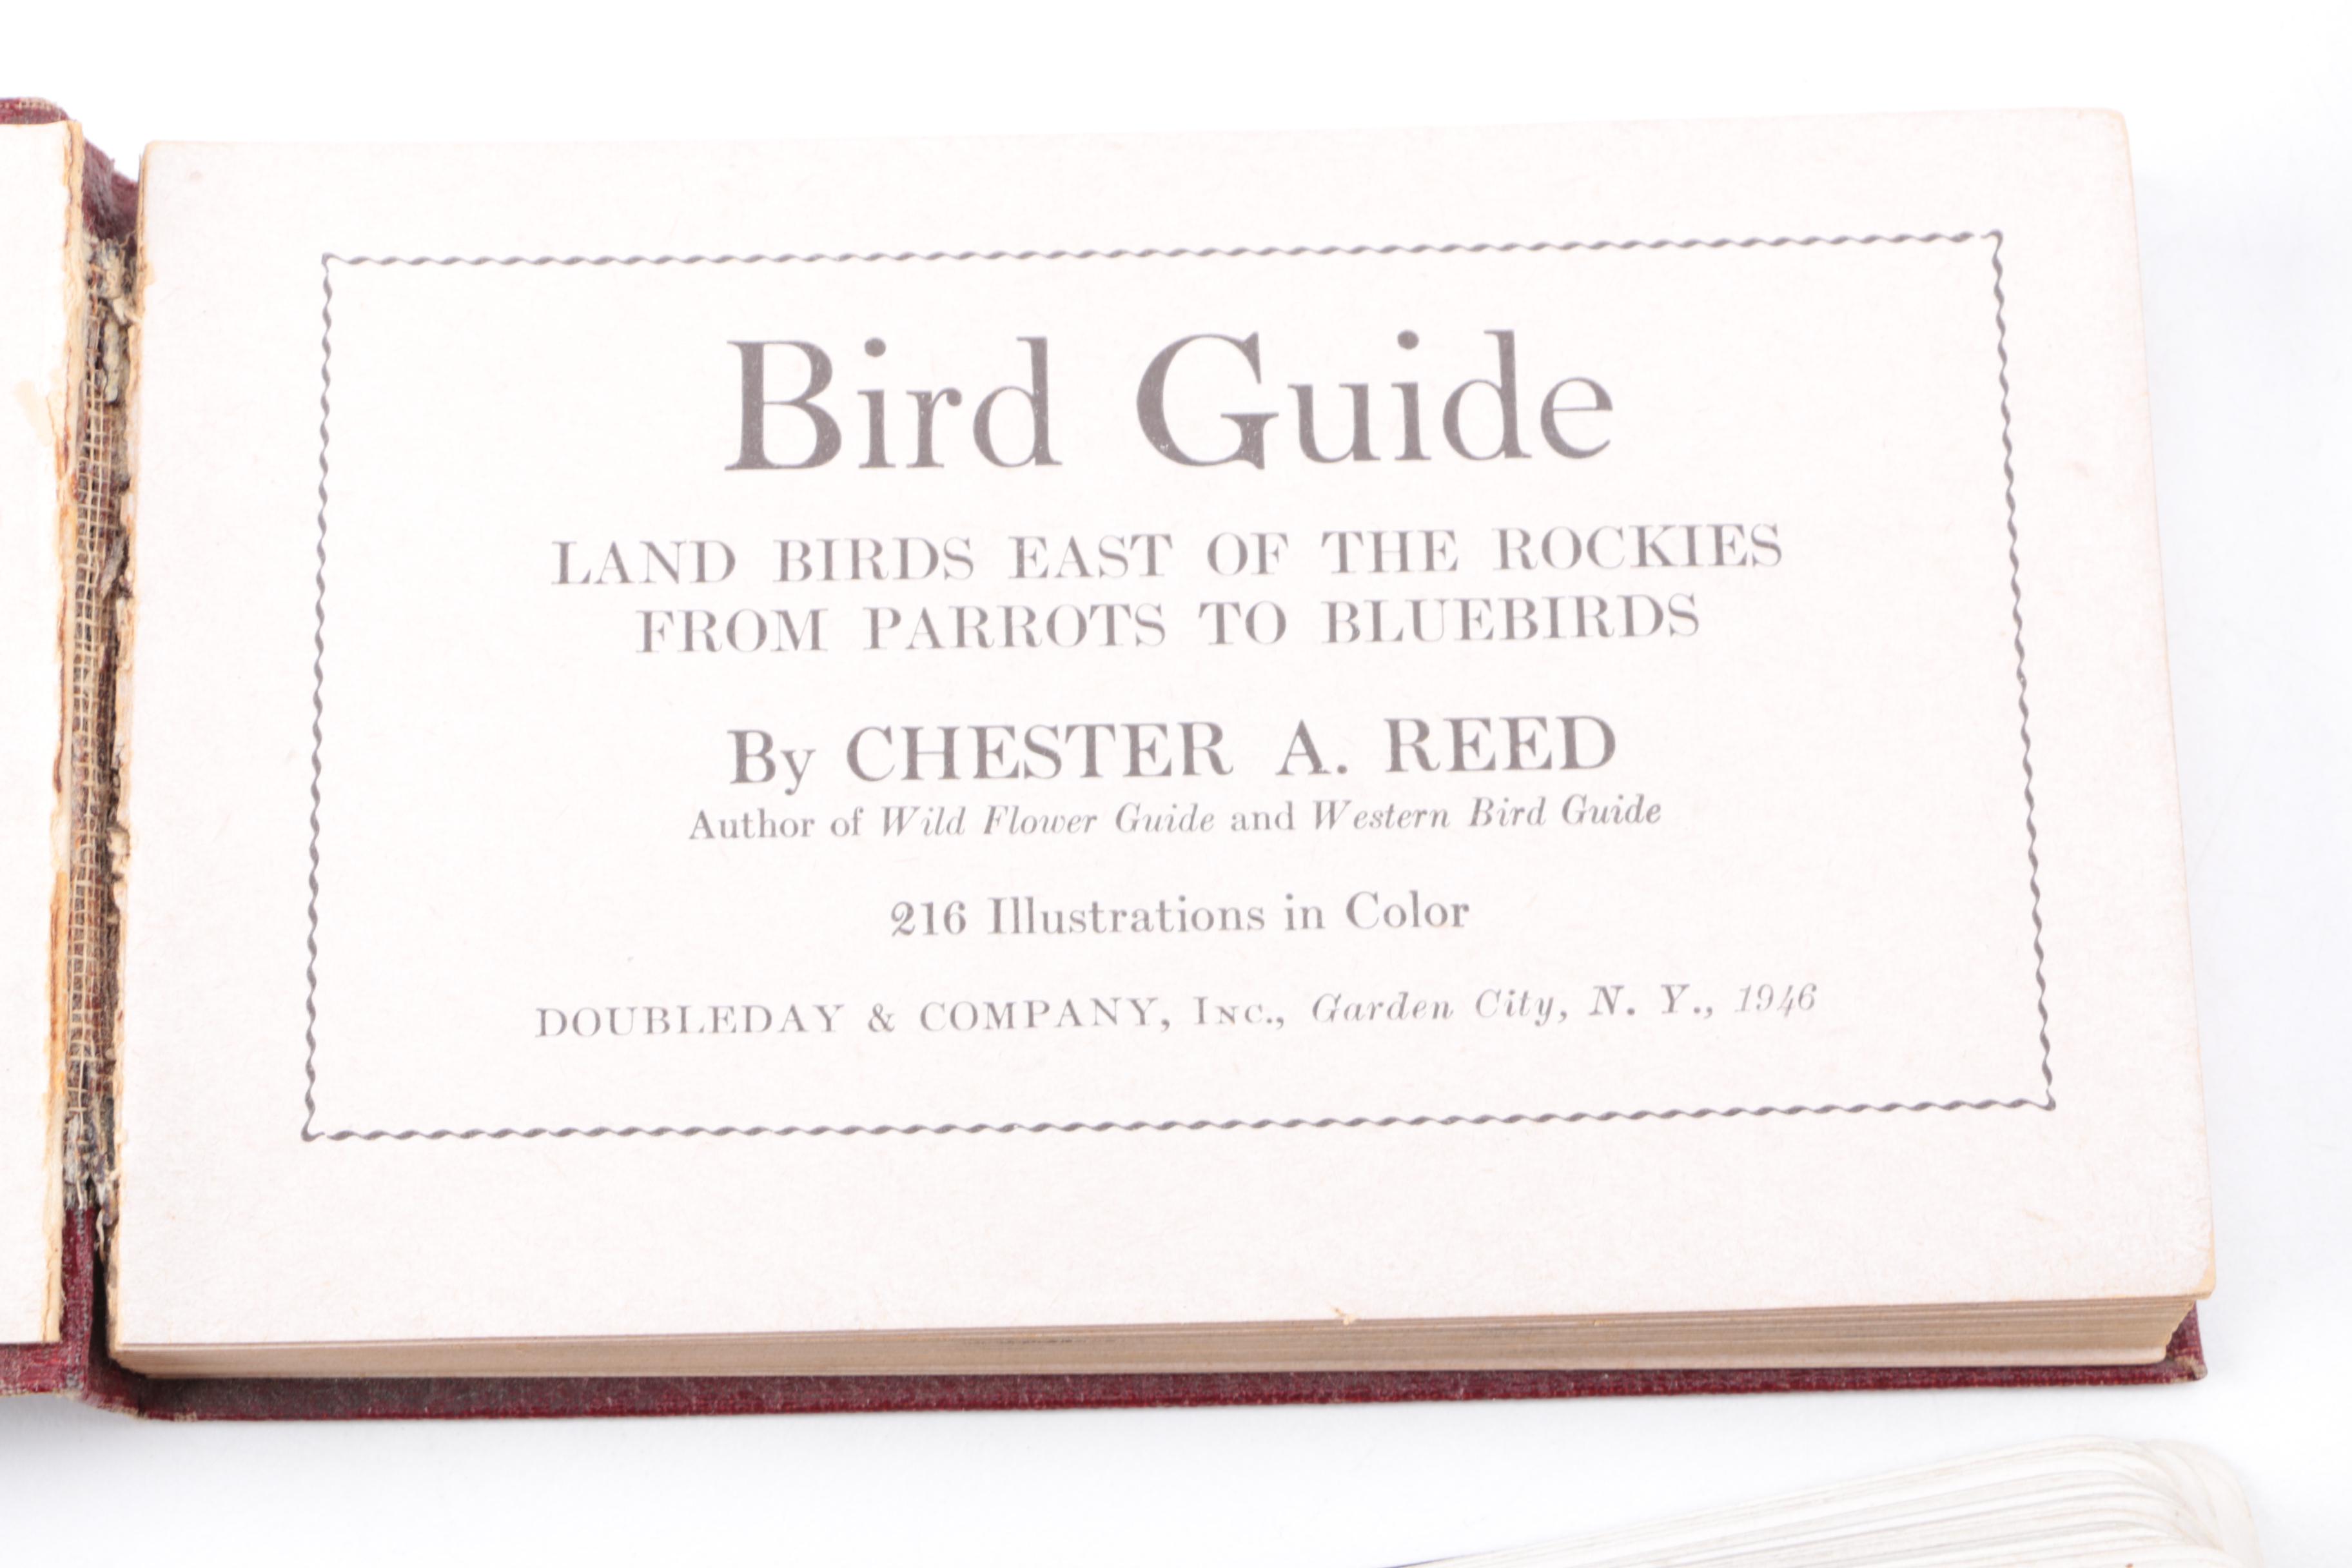 Bird Guide
LAND BIRDS EAST OF THE ROCKIES
FROM PARROTS TO BLUEBIRDS
By CHESTER A. REED
Author of Wild Flower Guide and Western Bird Guide
216 Illustrations in Color
DOUBLEDAY & COMPANY, Inc., Garden City, N. Y., 1946